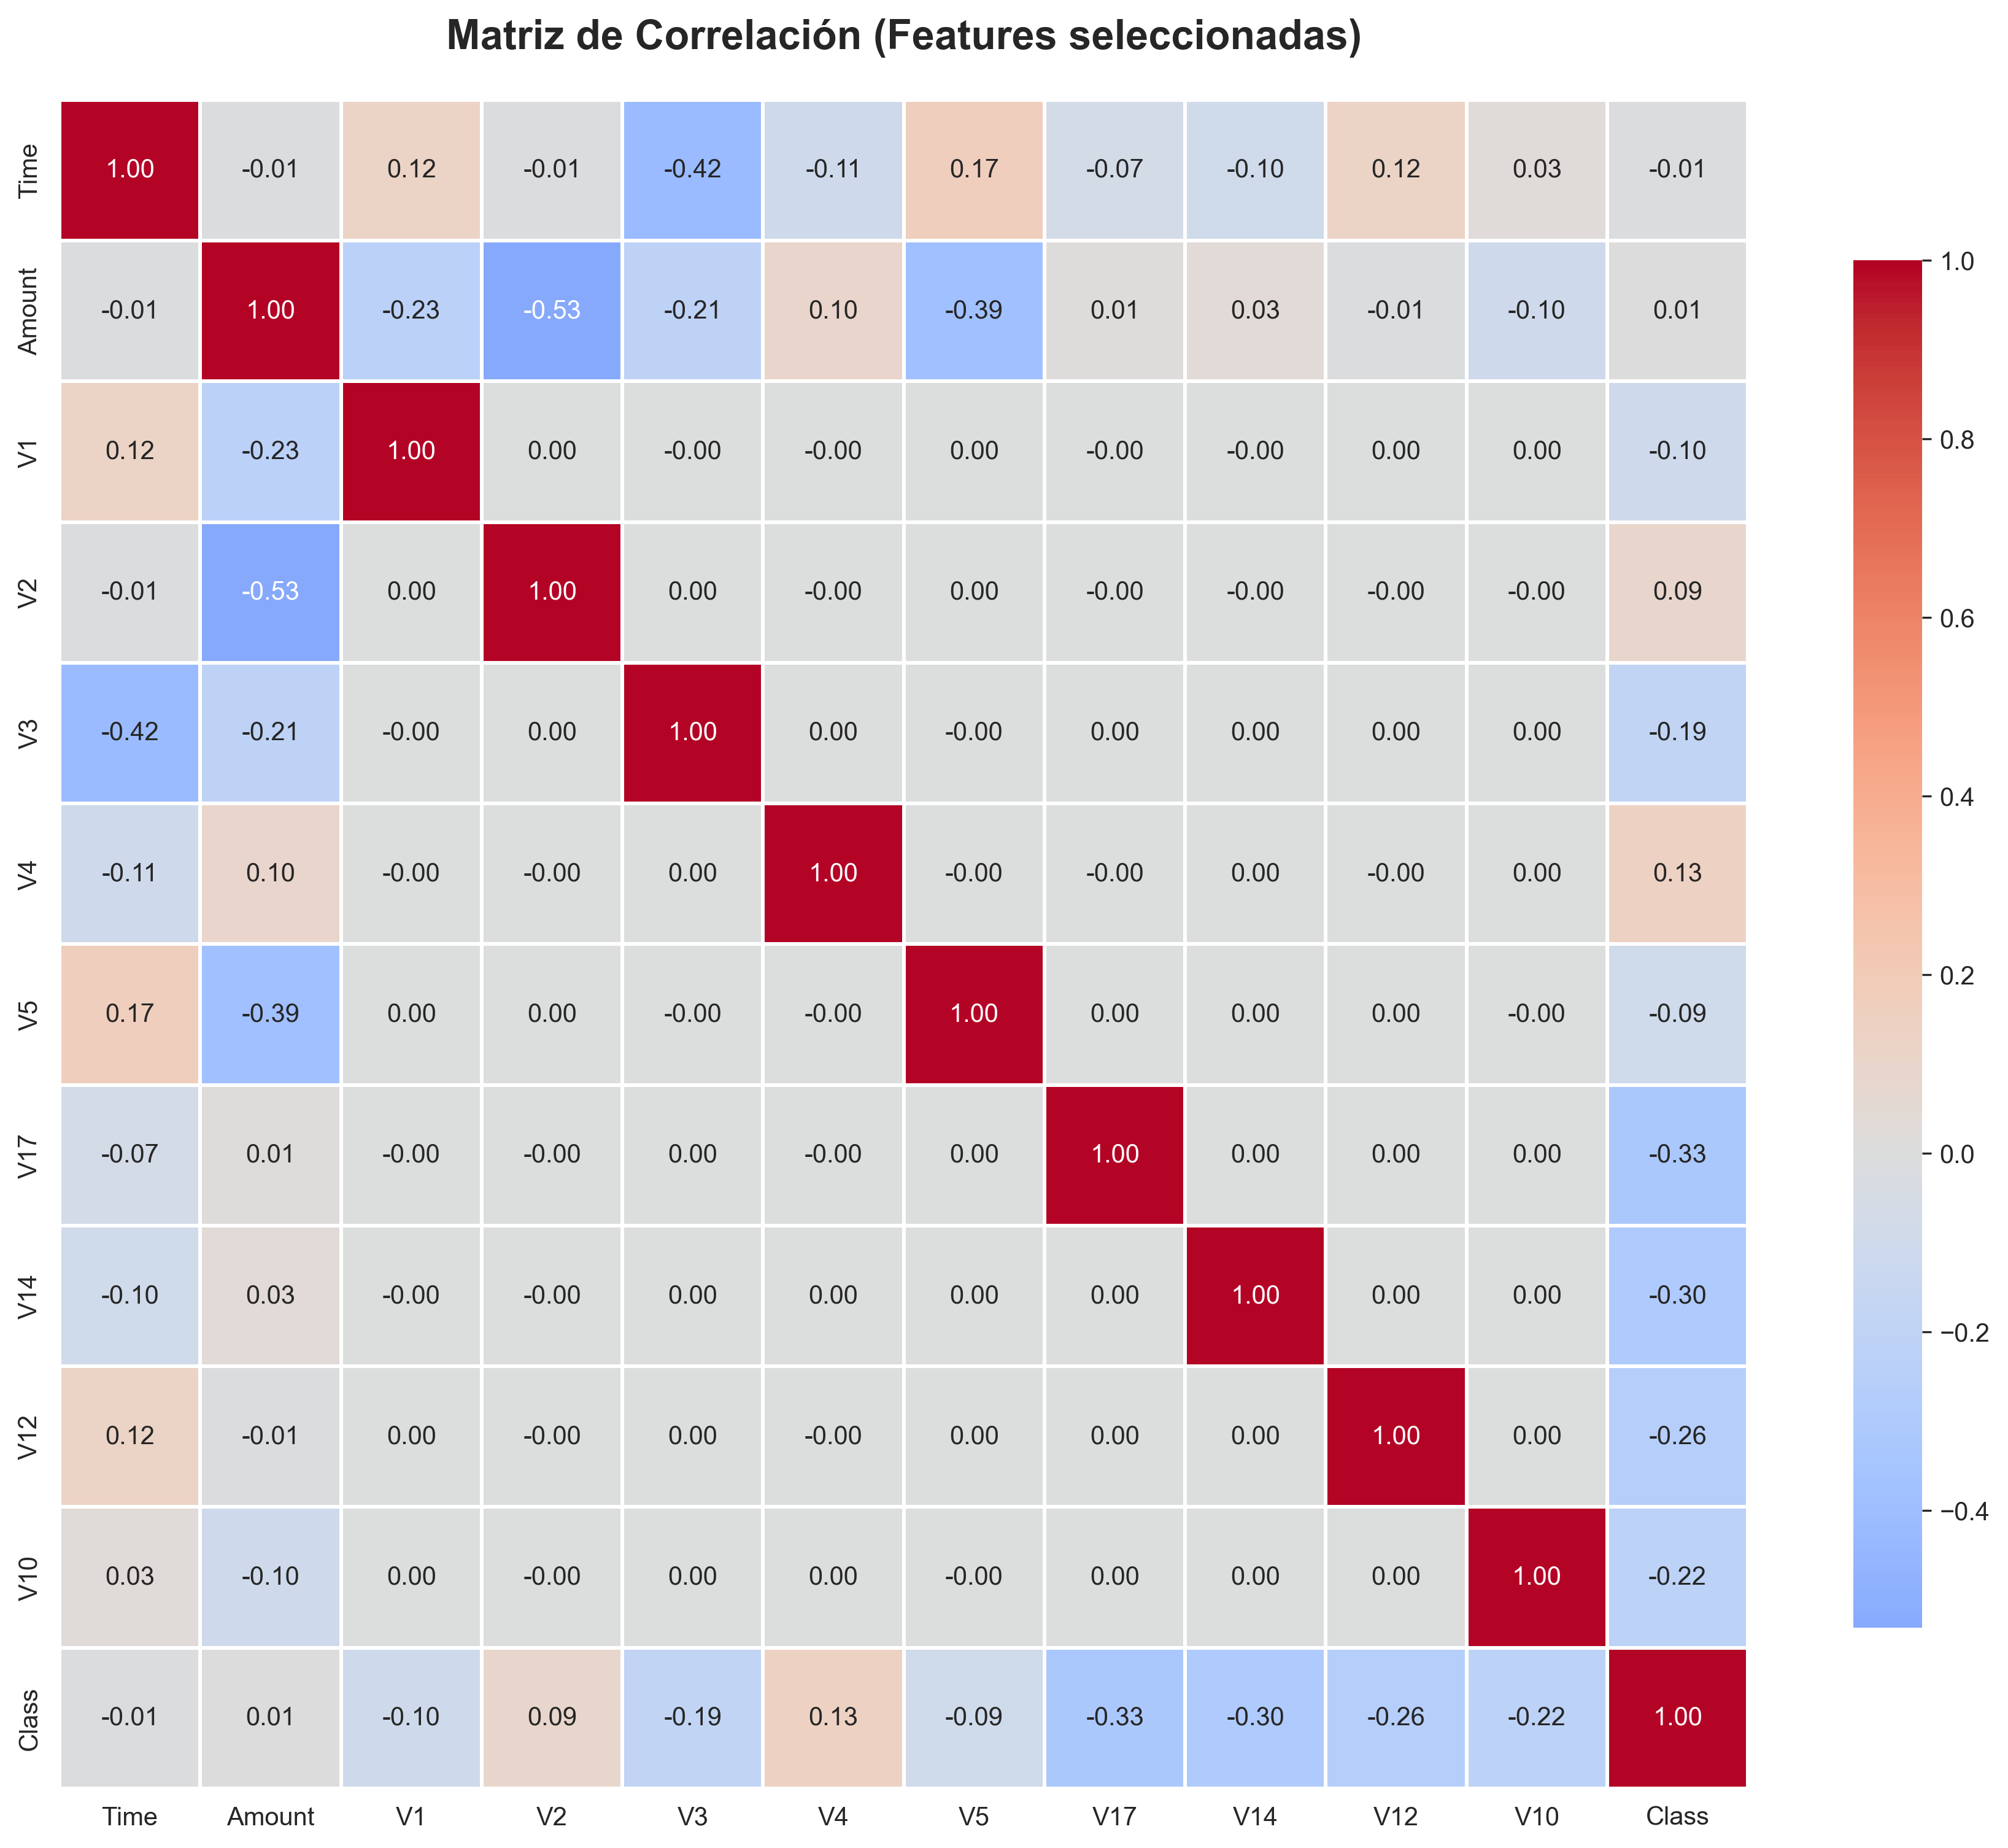 Matriz de Correlación (Features seleccionadas)
Time 1.00 -0.01 0.12 -0.01 -0.42 -0.11 0.17 -0.07 -0.10 0.12 0.03 -0.01
Amount -0.01 1.00 -0.23 -0.53 -0.21 0.10 -0.39 0.01 0.03 -0.01 -0.10 0.01
V1 0.12 -0.23 1.00 0.00 -0.00 -0.00 0.00 -0.00 -0.00 0.00 0.00 -0.10
V2 -0.01 -0.53 0.00 1.00 0.00 -0.00 0.00 -0.00 -0.00 -0.00 -0.00 0.09
V3 -0.42 -0.21 -0.00 0.00 1.00 0.00 -0.00 0.00 0.00 0.00 0.00 -0.19
V4 -0.11 0.10 -0.00 -0.00 0.00 1.00 -0.00 -0.00 0.00 -0.00 0.00 0.13
V5 0.17 -0.39 0.00 0.00 -0.00 -0.00 1.00 0.00 0.00 0.00 -0.00 -0.09
V17 -0.07 0.01 -0.00 -0.00 0.00 -0.00 0.00 1.00 0.00 0.00 0.00 -0.33
V14 -0.10 0.03 -0.00 -0.00 0.00 0.00 0.00 0.00 1.00 0.00 0.00 -0.30
V12 0.12 -0.01 0.00 -0.00 0.00 -0.00 0.00 0.00 0.00 1.00 0.00 -0.26
V10 0.03 -0.10 0.00 -0.00 0.00 0.00 -0.00 0.00 0.00 0.00 1.00 -0.22
Class -0.01 0.01 -0.10 0.09 -0.19 0.13 -0.09 -0.33 -0.30 -0.26 -0.22 1.00
Time Amount V1 V2 V3 V4 V5 V17 V14 V12 V10 Class
1.0
0.8
0.6
0.4
0.2
0.0
−0.2
−0.4